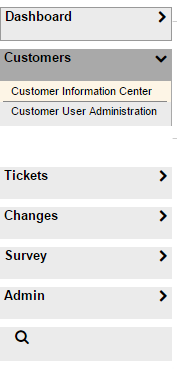 Dashboard
Customers
Customer Information Center
Customer User Administration
Tickets
Changes
Survey
Admin